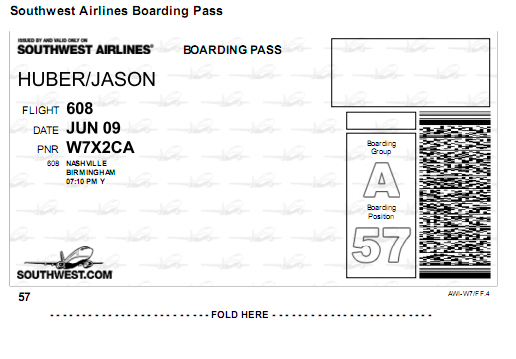 Southwest Airlines Boarding Pass
ISSUED BY AND VALID ONLY ON
SOUTHWEST AIRLINES®
BOARDING PASS
HUBER/JASON
FLIGHT 608
DATE JUN 09
PNR W7X2CA
608 NASHVILLE
BIRMINGHAM
07:10 PM Y
Boarding
Group
A
Boarding
Position
57
SOUTHWEST.COM
57
AWI-W7/FF.4
FOLD HERE